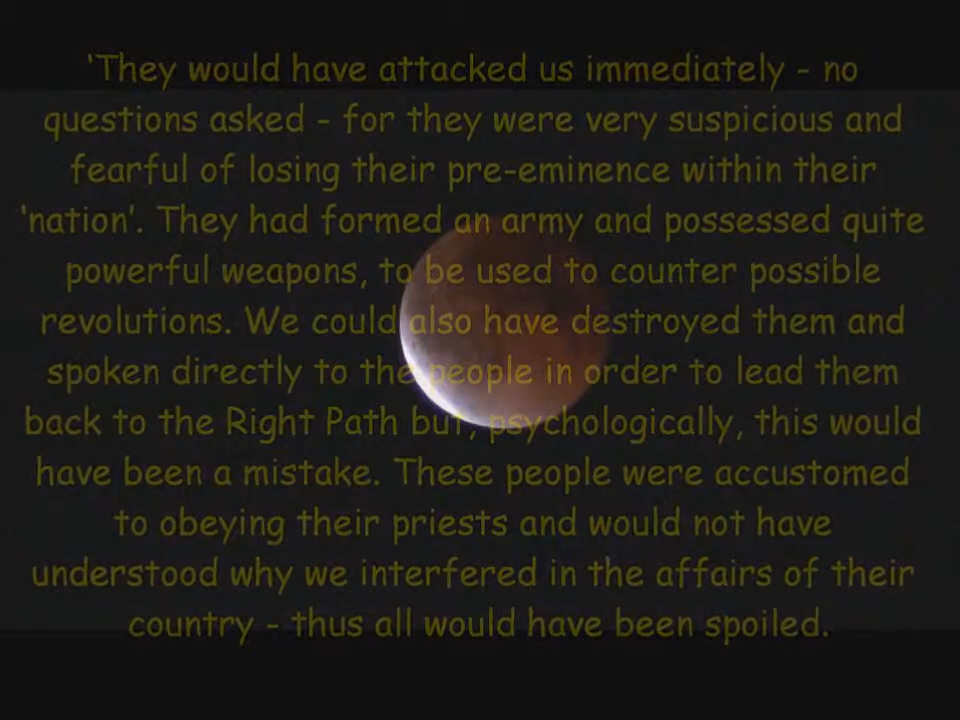 ‘They would have attacked us immediately - no
questions asked - for they were very suspicious and
fearful of losing their pre-eminence within their
‘nation’. They had formed an army and possessed quite
powerful weapons, to be used to counter possible
revolutions. We could also have destroyed them and
spoken directly to the people in order to lead them
back to the Right Path but, psychologically, this would
have been a mistake. These people were accustomed
to obeying their priests and would not have
understood why we interfered in the affairs of their
country - thus all would have been spoiled.